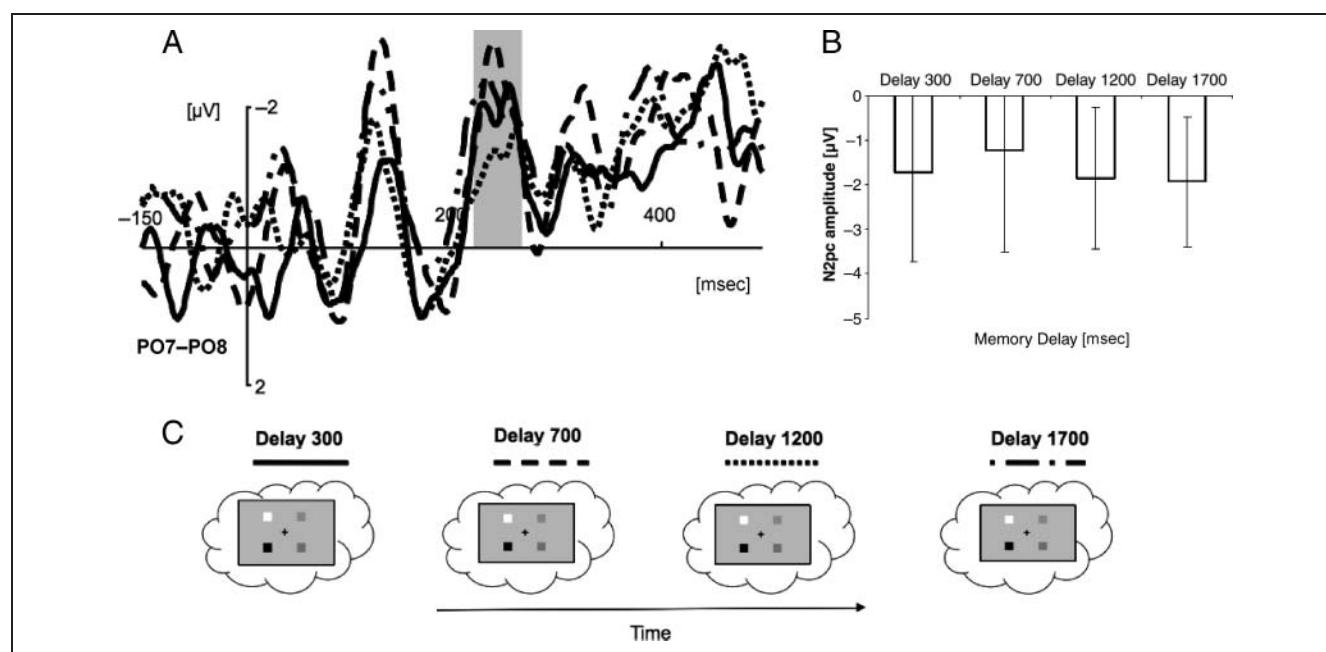 A
[µV]
−2
−150
200
400
[msec]
PO7–PO8
2
B
Delay 300 Delay 700 Delay 1200 Delay 1700
0
−1
−2
−3
−4
−5
N2pc amplitude [µV]
Memory Delay [msec]
C
Delay 300 Delay 700 Delay 1200 Delay 1700
Time